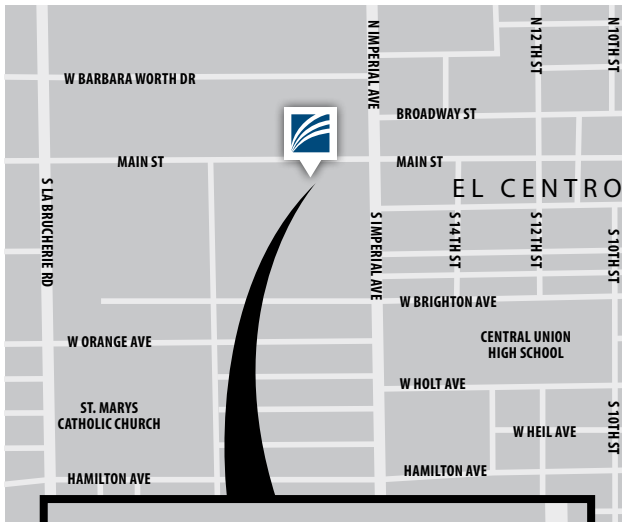 N IMPERIAL AVE
N 12 TH ST
N 10TH ST
W BARBARA WORTH DR
BROADWAY ST
MAIN ST
MAIN ST
EL CENTRO
S LA BRUCHERIE RD
S IMPERIAL AVE
S 14TH ST
S 12TH ST
S 10TH ST
W BRIGHTON AVE
W ORANGE AVE
CENTRAL UNION
HIGH SCHOOL
W HOLT AVE
ST. MARYS
CATHOLIC CHURCH
S 10TH ST
W HEIL AVE
HAMILTON AVE
HAMILTON AVE